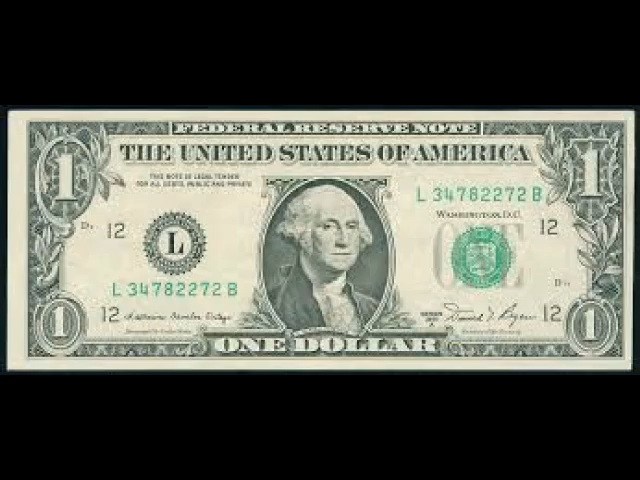 FEDERAL RESERVE NOTE
THE UNITED STATES OF AMERICA
THIS NOTE IS LEGAL TENDER
FOR ALL DEBTS, PUBLIC AND PRIVATE
L 34782272 B
WASHINGTON, D.C.
1
1
12
L
12
ONE
L 34782272 B
12
SERIES
12
1
1
ONE DOLLAR